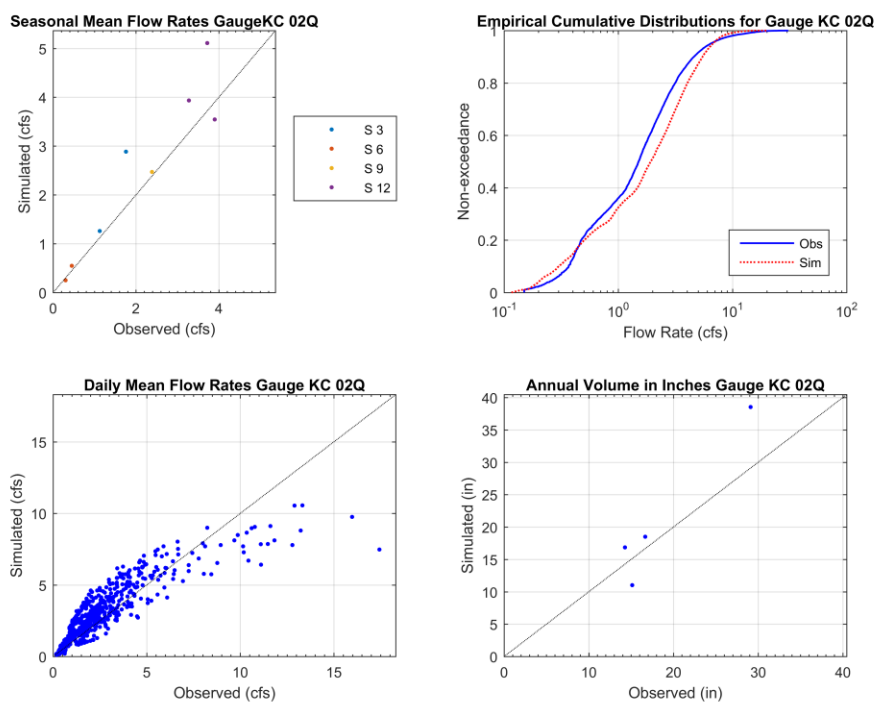 Seasonal Mean Flow Rates GaugeKC 02Q
5
4
3
2
1
0
0
2
4
Simulated (cfs)
Observed (cfs)
S 3
S 6
S 9
S 12
Empirical Cumulative Distributions for Gauge KC 02Q
1
0.8
0.6
0.4
0.2
0
10-1
100
101
102
Non-exceedance
Flow Rate (cfs)
Obs
Sim
Daily Mean Flow Rates Gauge KC 02Q
15
10
5
0
0
5
10
15
Simulated (cfs)
Observed (cfs)
Annual Volume in Inches Gauge KC 02Q
40
35
30
25
20
15
10
5
0
0
10
20
30
40
Simulated (in)
Observed (in)